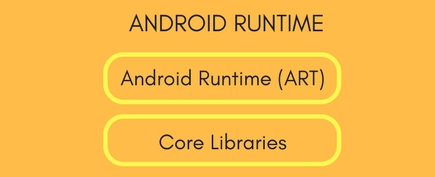 ANDROID RUNTIME
Android Runtime (ART)
Core Libraries